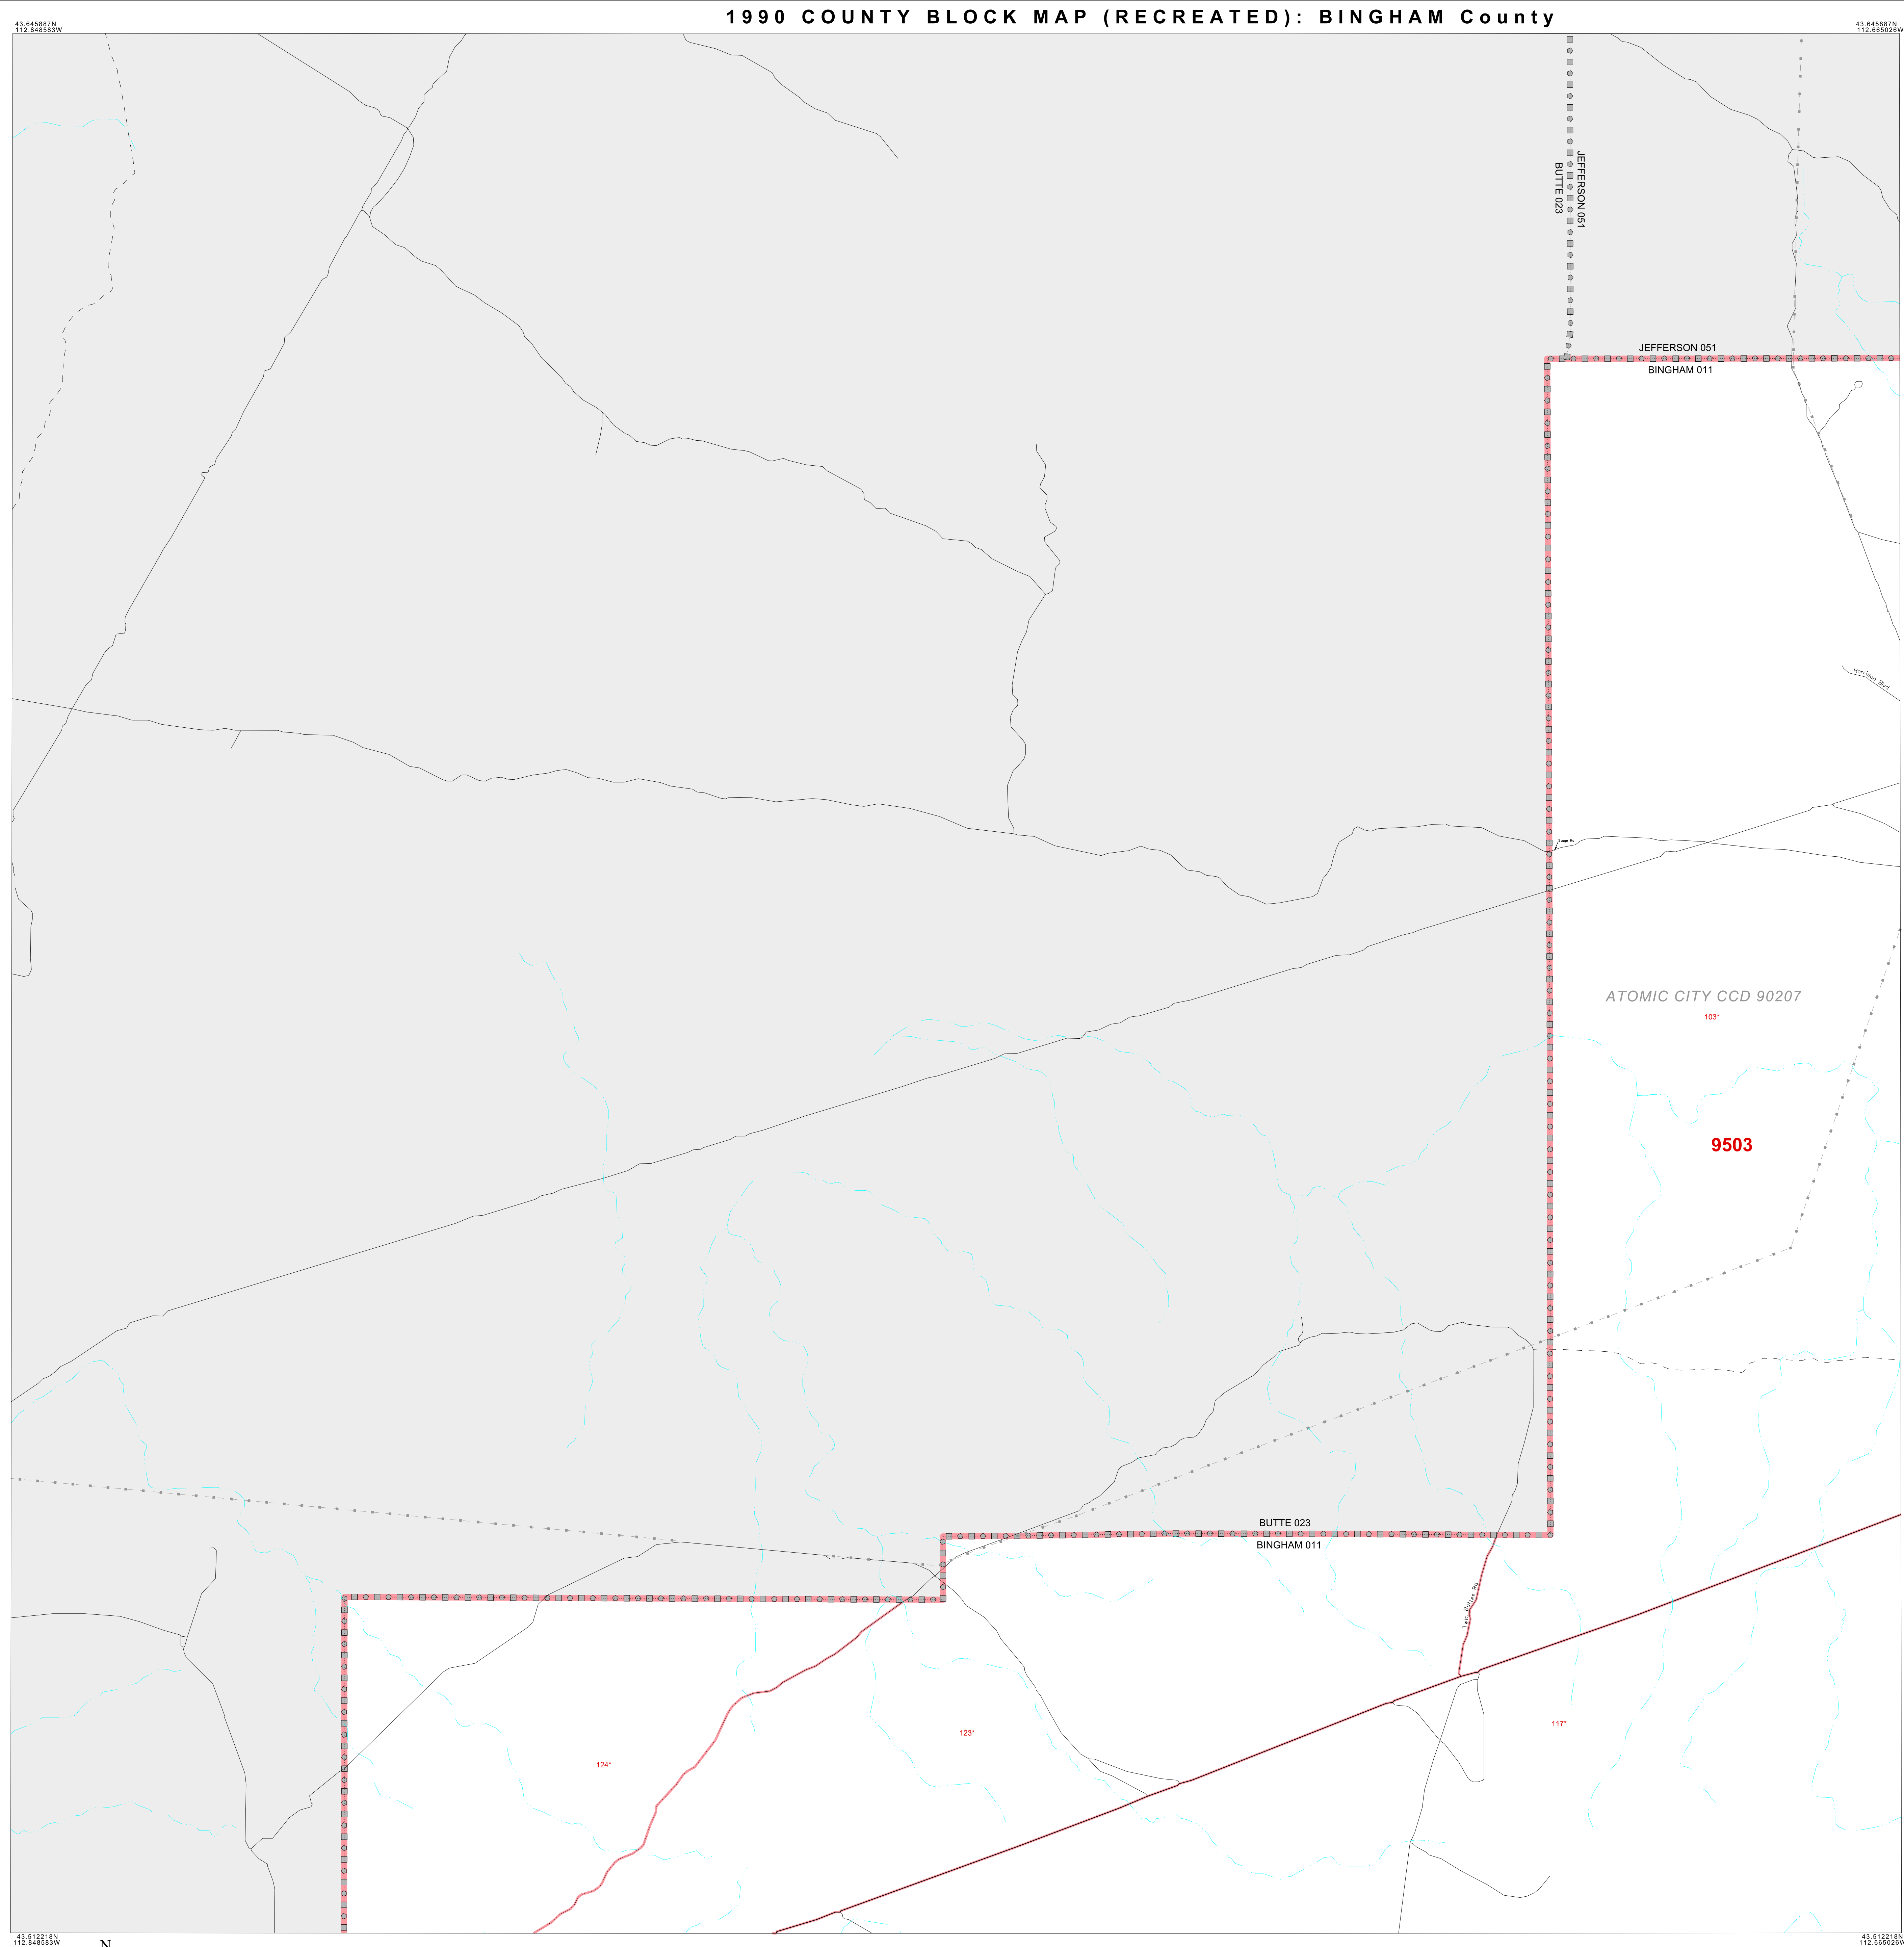 1990 COUNTY BLOCK MAP (RECREATED): BINGHAM County
43.645887N
112.848583W
43.645887N
112.665026W
JEFFERSON 051
BUTTE 023
JEFFERSON 051
BINGHAM 011
Harrison Blvd
Stage Rd
ATOMIC CITY CCD 90207
103*
9503
BUTTE 023
BINGHAM 011
Twin Buttes Rd
123*
117*
124*
43.512218N
112.848583W
N
43.512218N
112.665026W